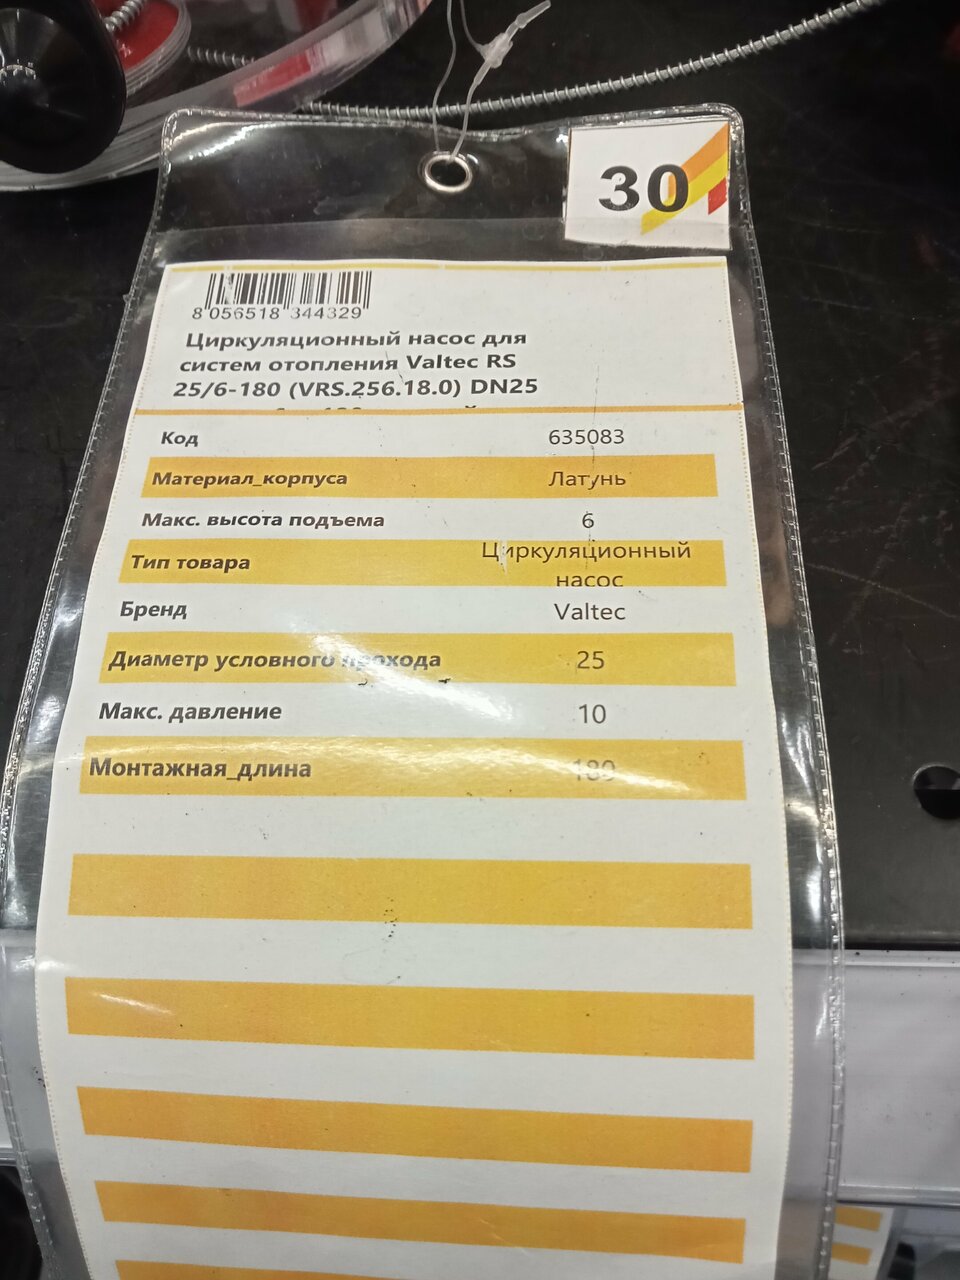 30
8 056518 344329
Циркуляционный насос для
систем отопления Valtec RS
25/6-180 (VRS.256.18.0) DN25
Код 635083
Материал_корпуса Латунь
Макс. высота подъема 6
Тип товара Циркуляционный
насос
Бренд Valtec
Диаметр условного прохода 25
Макс. давление 10
Монтажная_длина 180